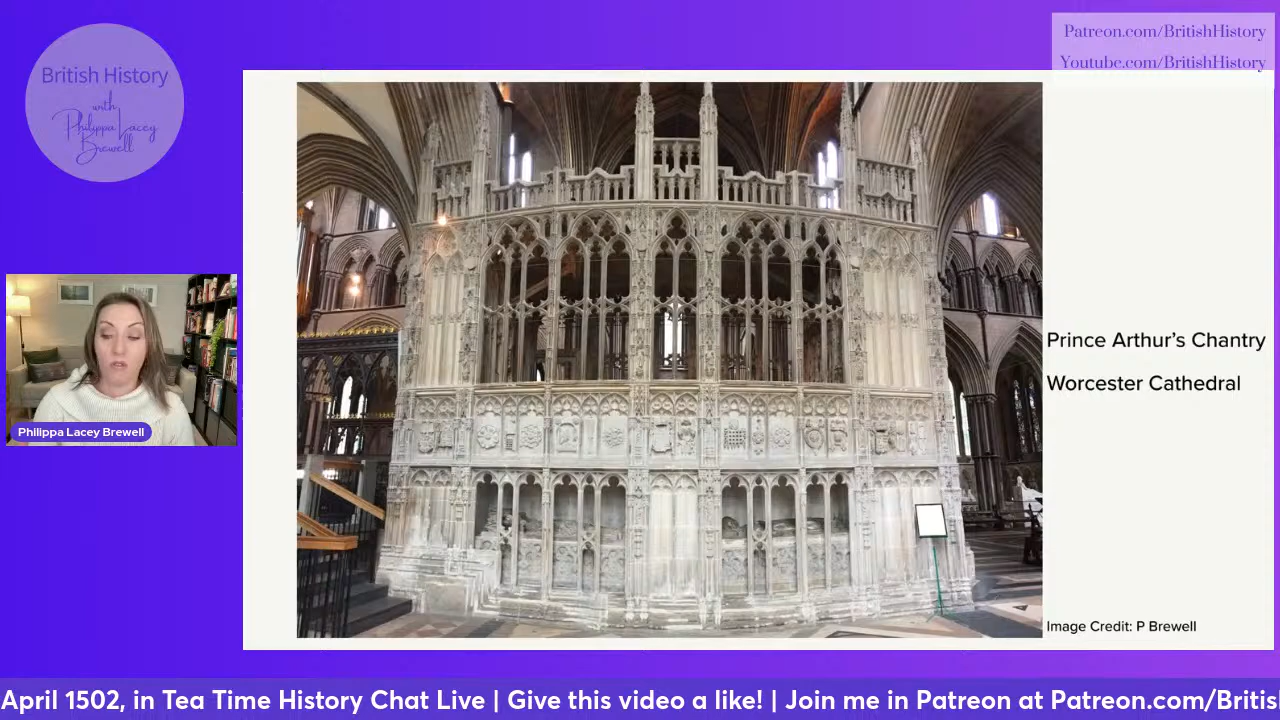 British History
with
Philippa Lacey
Brewell
Patreon.com/BritishHistory
Youtube.com/BritishHistory
Philippa Lacey Brewell
Prince Arthur's Chantry
Worcester Cathedral
Image Credit: P Brewell
April 1502, in Tea Time History Chat Live | Give this video a like! | Join me in Patreon at Patreon.com/Britis